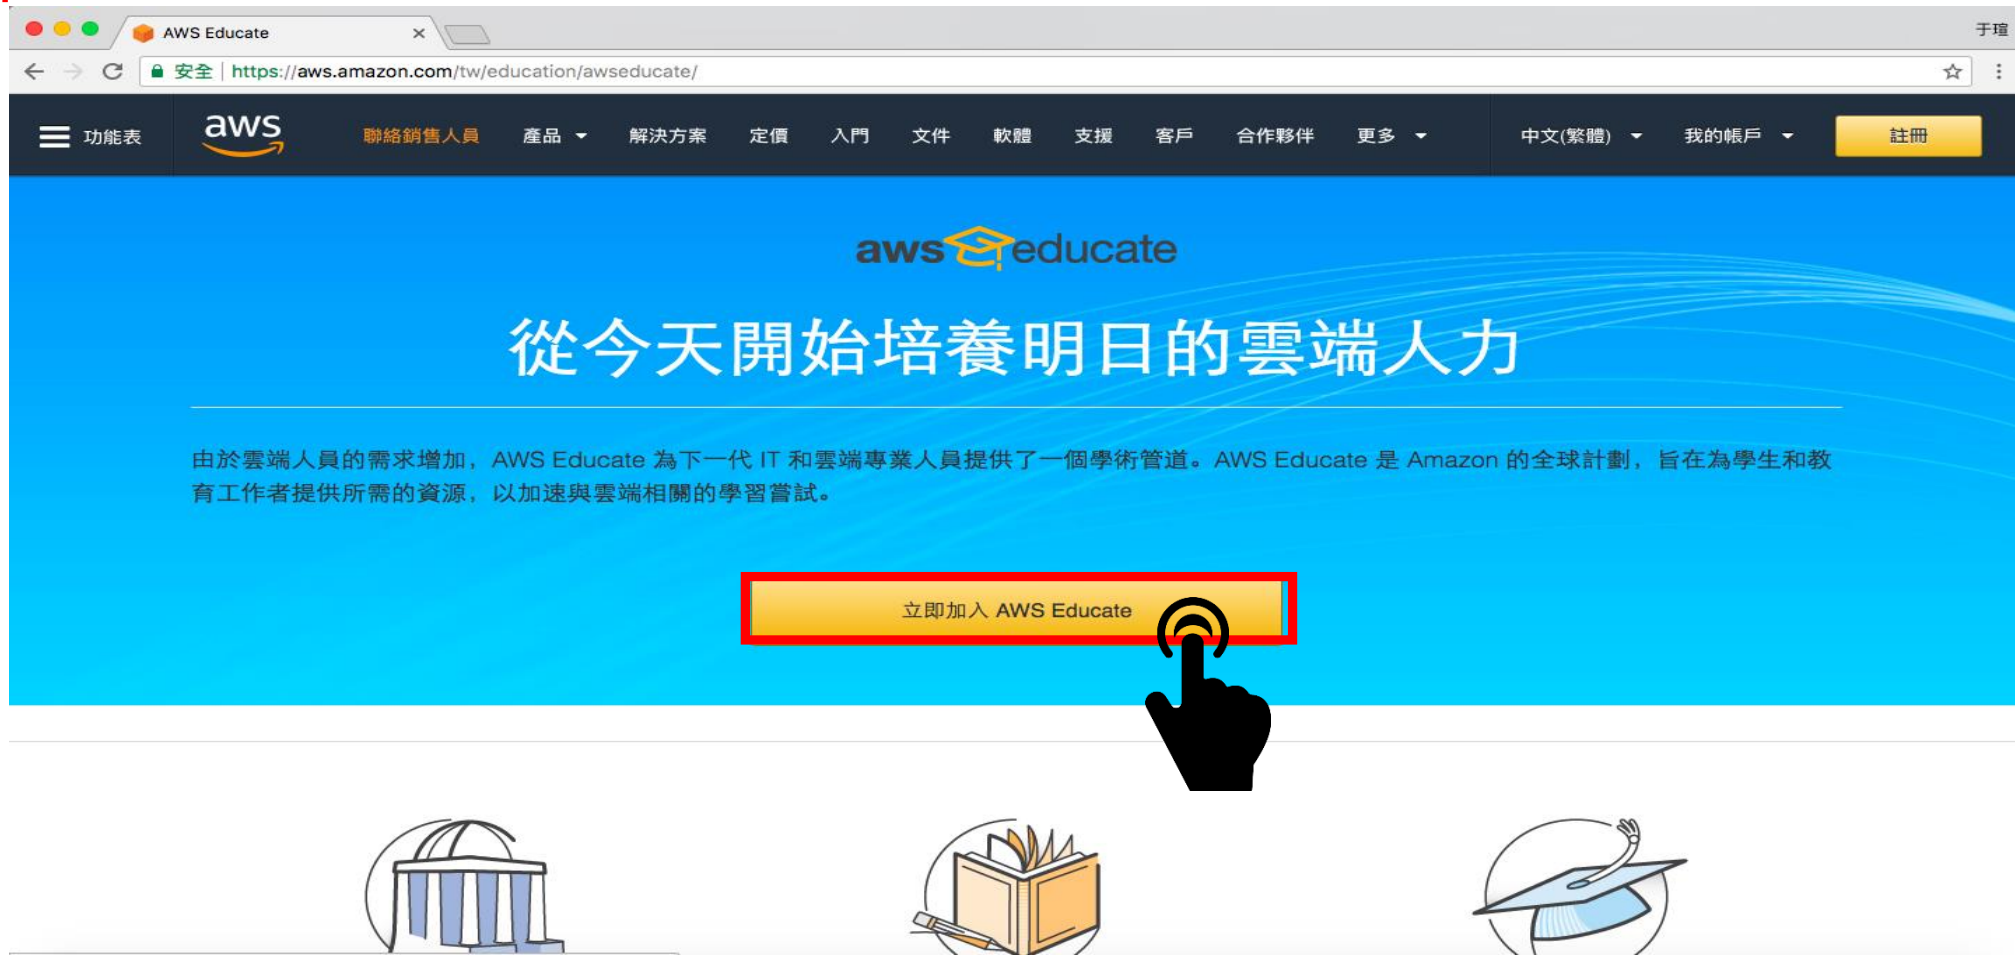 AWS Educate
于瑄
安全 | https://aws.amazon.com/tw/education/awseducate/
功能表 aws 聯絡銷售人員 產品 解決方案 定價 入門 文件 軟體 支援 客戶 合作夥伴 更多 中文(繁體) 我的帳戶 註冊
aws educate
從今天開始培養明日的雲端人力
由於雲端人員的需求增加，AWS Educate 為下一代 IT 和雲端專業人員提供了一個學術管道。AWS Educate 是 Amazon 的全球計劃，旨在為學生和教
育工作者提供所需的資源，以加速與雲端相關的學習嘗試。
立即加入 AWS Educate